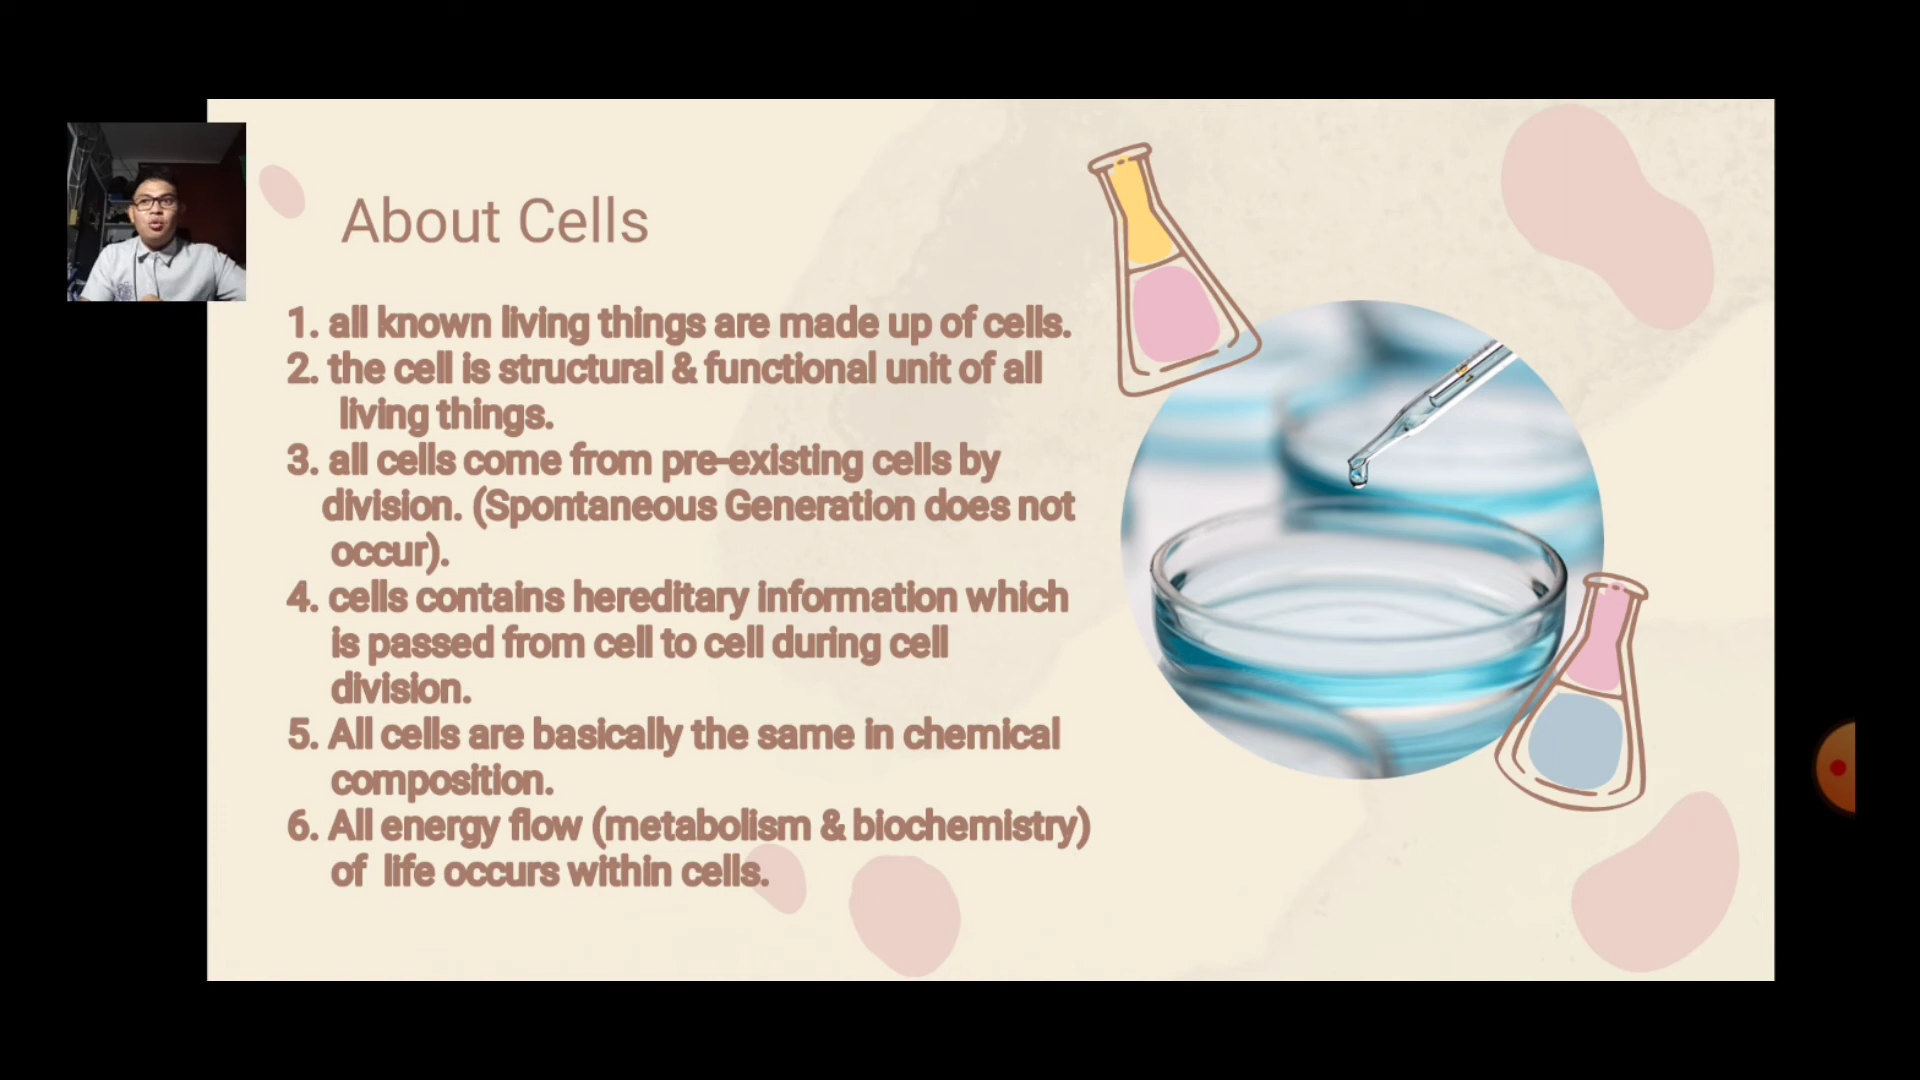 About Cells
1. all known living things are made up of cells.
2. the cell is structural & functional unit of all
living things.
3. all cells come from pre-existing cells by
division. (Spontaneous Generation does not
occur).
4. cells contains hereditary information which
is passed from cell to cell during cell
division.
5. All cells are basically the same in chemical
composition.
6. All energy flow (metabolism & biochemistry)
of life occurs within cells.